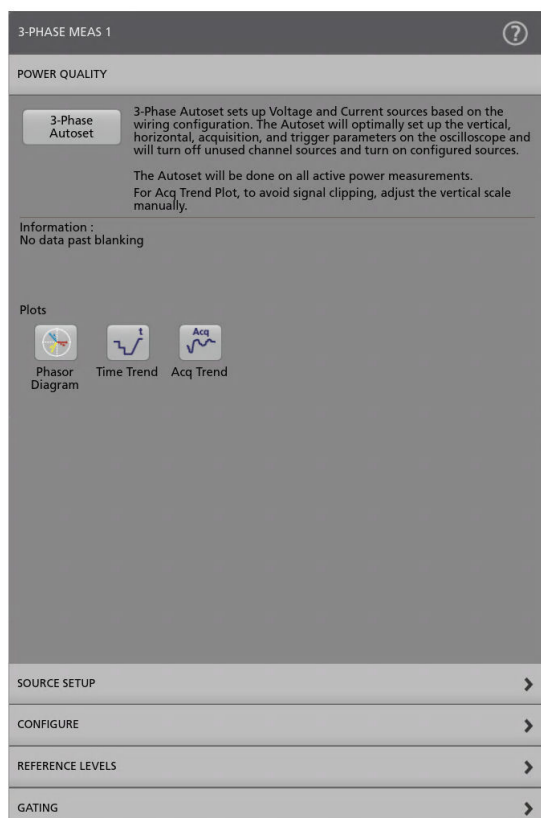 3-PHASE MEAS 1
?
POWER QUALITY
3-Phase
Autoset
3-Phase Autoset sets up Voltage and Current sources based on the
wiring configuration. The Autoset will optimally set up the vertical,
horizontal, acquisition, and trigger parameters on the oscilloscope and
will turn off unused channel sources and turn on configured sources.
The Autoset will be done on all active power measurements.
For Acq Trend Plot, to avoid signal clipping, adjust the vertical scale
manually.
Information :
No data past blanking
Plots
t
Acq
Phasor
Diagram
Time Trend
Acq Trend
SOURCE SETUP
CONFIGURE
REFERENCE LEVELS
GATING